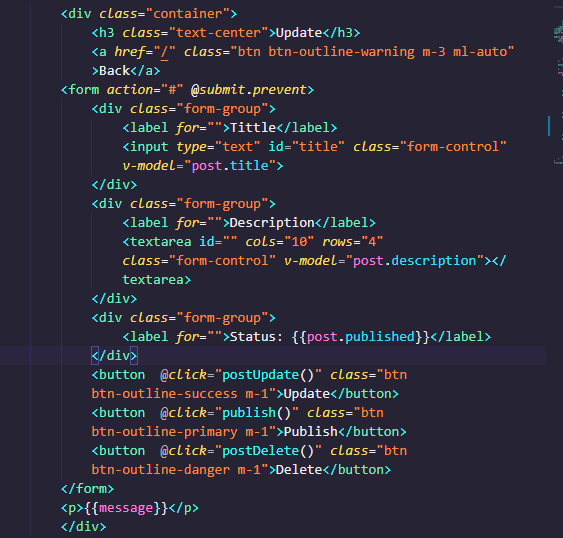 <div class="container">
<h3 class="text-center">Update</h3>
<a href="/" class="btn btn-outline-warning m-3 ml-auto"
>Back</a>
<form action="#" @submit.prevent>
<div class="form-group">
<label for="">Tittle</label>
<input type="text" id="title" class="form-control"
v-model="post.title">
</div>
<div class="form-group">
<label for="">Description</label>
<textarea id="" cols="10" rows="4"
class="form-control" v-model="post.description"></
textarea>
</div>
<div class="form-group">
<label for="">Status: {{post.published}}</label>
</div>
<button  @click="postUpdate()" class="btn
btn-outline-success m-1">Update</button>
<button  @click="publish()" class="btn
btn-outline-primary m-1">Publish</button>
<button  @click="postDelete()" class="btn
btn-outline-danger m-1">Delete</button>
</form>
<p>{{message}}</p>
</div>